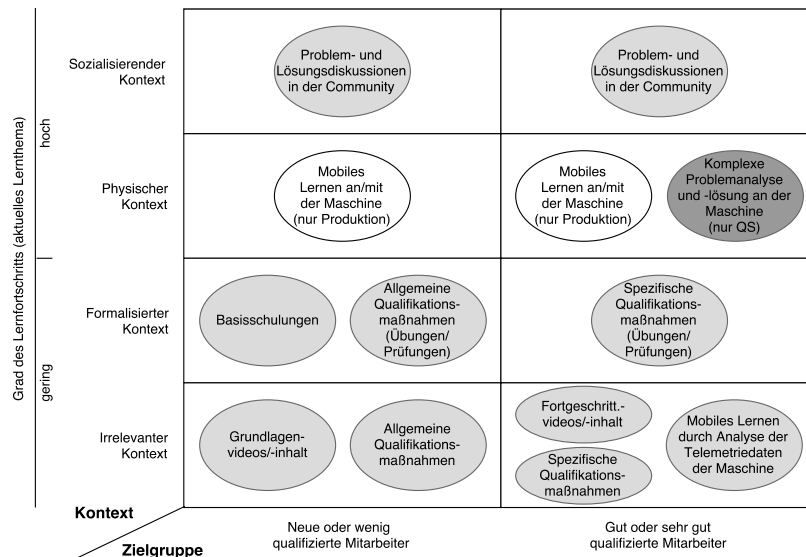 Grad des Lernfortschritts (aktuelles Lernthema)
hoch
gering
Sozialisierender
Kontext
Problem- und
Lösungsdiskussionen
in der Community
Problem- und
Lösungsdiskussionen
in der Community
Physischer
Kontext
Mobiles
Lernen an/mit
der Maschine
(nur Produktion)
Mobiles
Lernen an/mit
der Maschine
(nur Produktion)
Komplexe
Problemanalyse
und -lösung an der
Maschine
(nur QS)
Formalisierter
Kontext
Basisschulungen
Allgemeine
Qualifikations-
maßnahmen
(Übungen/
Prüfungen)
Spezifische
Qualifikations-
maßnahmen
(Übungen/
Prüfungen)
Irrelevanter
Kontext
Grundlagen-
videos/-inhalt
Allgemeine
Qualifikations-
maßnahmen
Fortgeschritt.-
videos/-inhalt
Spezifische
Qualifikations-
maßnahmen
Mobiles Lernen
durch Analyse der
Telemetriedaten
der Maschine
Kontext
Zielgruppe
Neue oder wenig
qualifizierte Mitarbeiter
Gut oder sehr gut
qualifizierte Mitarbeiter